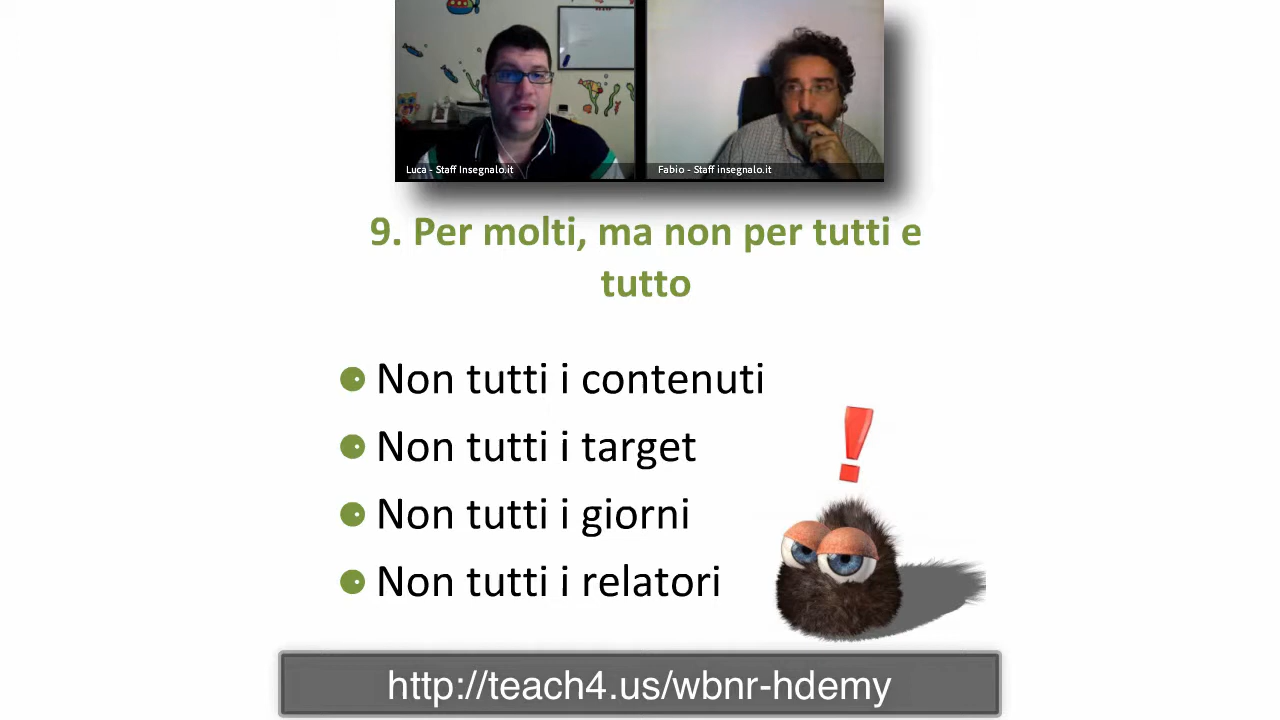 Luca - Staff Insegnalo.it
Fabio - Staff insegnalo.it
9. Per molti, ma non per tutti e
tutto
Non tutti i contenuti
Non tutti i target
Non tutti i giorni
Non tutti i relatori
http://teach4.us/wbnr-hdemy